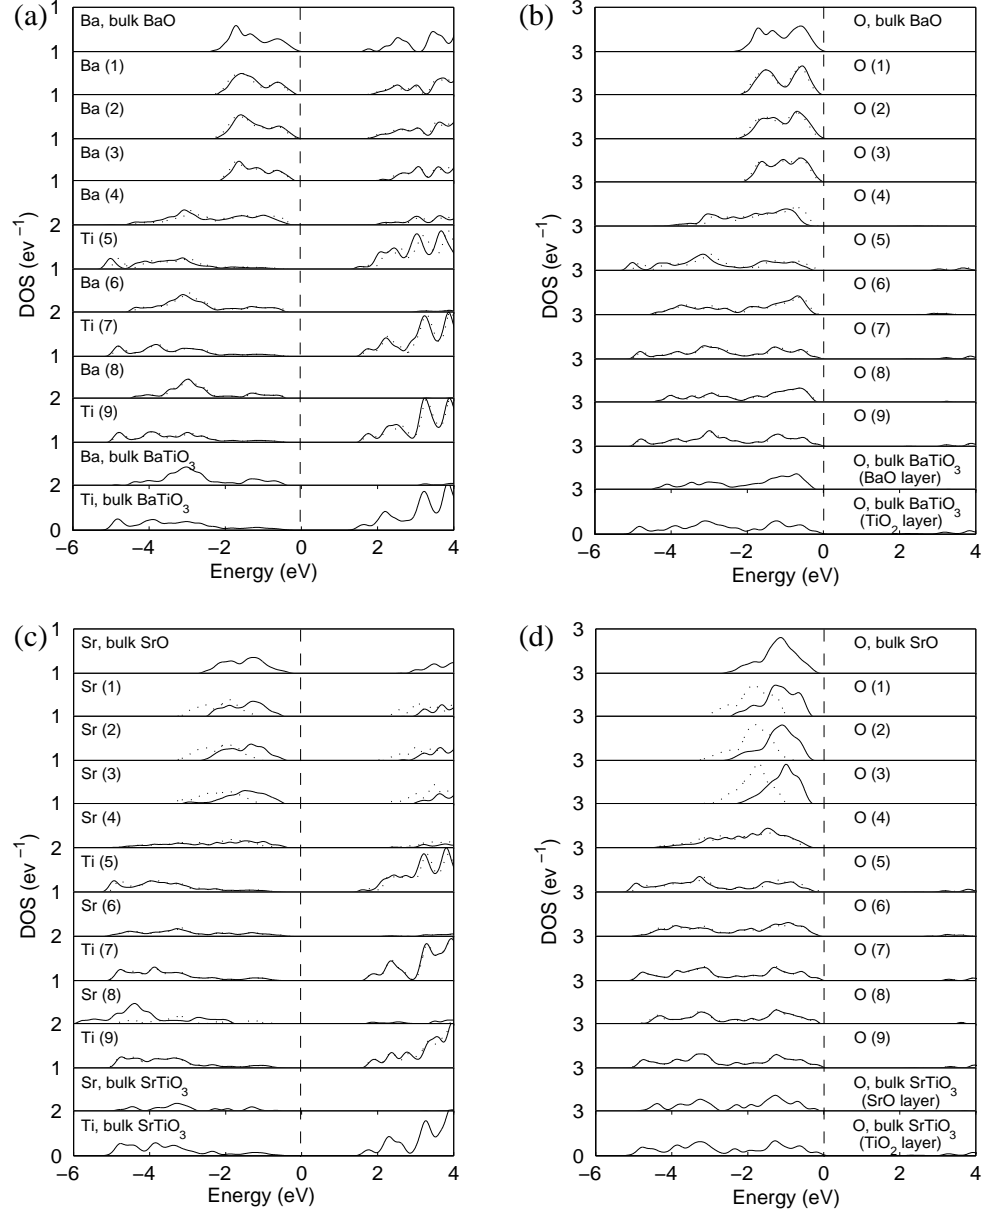 (a)
1
Ba, bulk BaO
1
Ba (1)
1
Ba (2)
1
Ba (3)
1
Ba (4)
2
Ti (5)
1
Ba (6)
2
Ti (7)
1
Ba (8)
2
Ti (9)
1
Ba, bulk BaTiO3
2
Ti, bulk BaTiO3
0
−6 −4 −2 0 2 4
Energy (eV)
DOS (ev −1)
(b)
3
O, bulk BaO
3
O (1)
3
O (2)
3
O (3)
3
O (4)
3
O (5)
3
O (6)
3
O (7)
3
O (8)
3
O (9)
3
O, bulk BaTiO3
(BaO layer)
3
O, bulk BaTiO3
(TiO2 layer)
0
−6 −4 −2 0 2 4
Energy (eV)
DOS (ev −1)
(c)
1
Sr, bulk SrO
1
Sr (1)
1
Sr (2)
1
Sr (3)
1
Sr (4)
2
Ti (5)
1
Sr (6)
2
Ti (7)
1
Sr (8)
2
Ti (9)
1
Sr, bulk SrTiO3
2
Ti, bulk SrTiO3
0
−6 −4 −2 0 2 4
Energy (eV)
DOS (ev −1)
(d)
3
O, bulk SrO
3
O (1)
3
O (2)
3
O (3)
3
O (4)
3
O (5)
3
O (6)
3
O (7)
3
O (8)
3
O (9)
3
O, bulk SrTiO3
(SrO layer)
3
O, bulk SrTiO3
(TiO2 layer)
0
−6 −4 −2 0 2 4
Energy (eV)
DOS (ev −1)